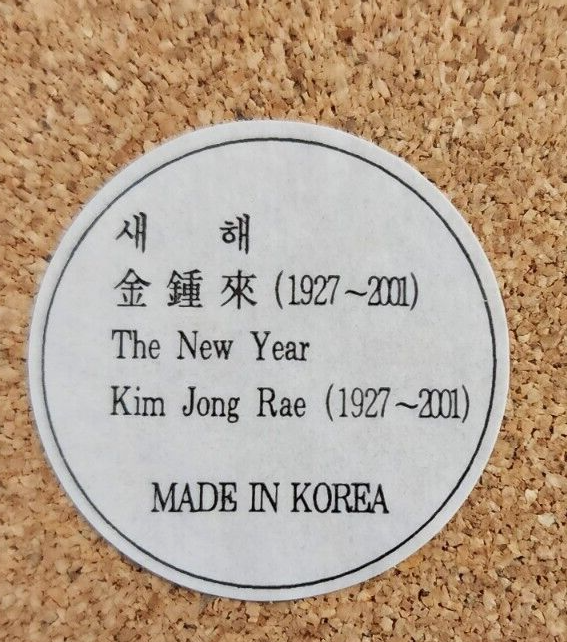 새 해
金 鍾 來 (1927~2001)
The New Year
Kim Jong Rae (1927~2001)
MADE IN KOREA